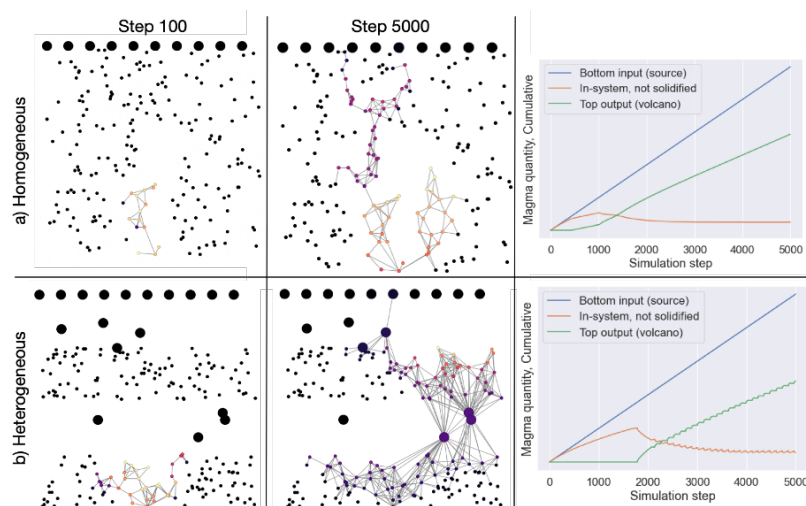 Step 100
Step 5000
a) Homogeneous
Magma quantity, Cumulative
Bottom input (source)
In-system, not solidified
Top output (volcano)
0 1000 2000 3000 4000 5000
Simulation step
b) Heterogeneous
Magma quantity, Cumulative
Bottom input (source)
In-system, not solidified
Top output (volcano)
0 1000 2000 3000 4000 5000
Simulation step